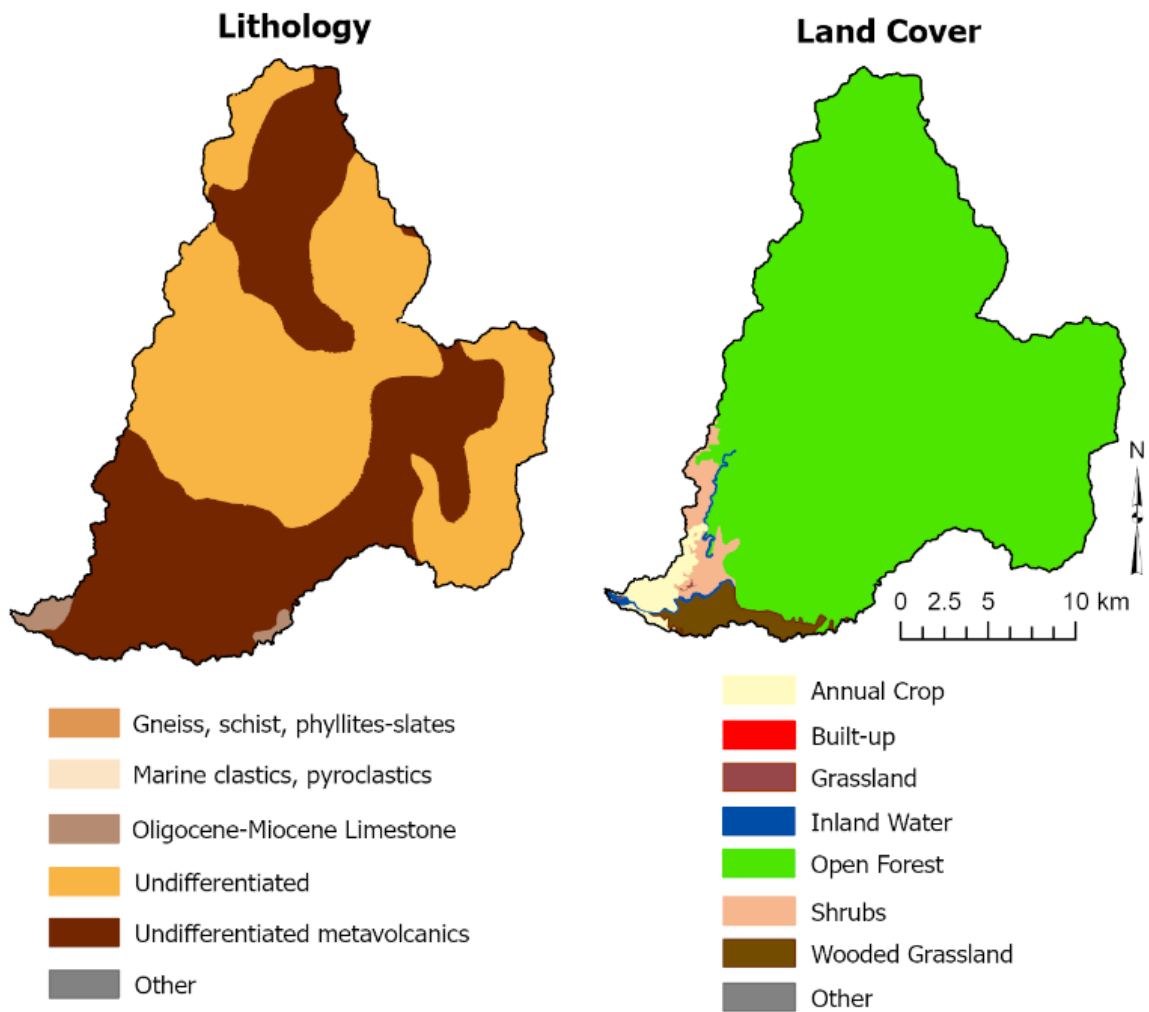 Lithology
Land Cover
N
0 2.5 5 10 km
Gneiss, schist, phyllites-slates
Marine clastics, pyroclastics
Oligocene-Miocene Limestone
Undifferentiated
Undifferentiated metavolcanics
Other
Annual Crop
Built-up
Grassland
Inland Water
Open Forest
Shrubs
Wooded Grassland
Other